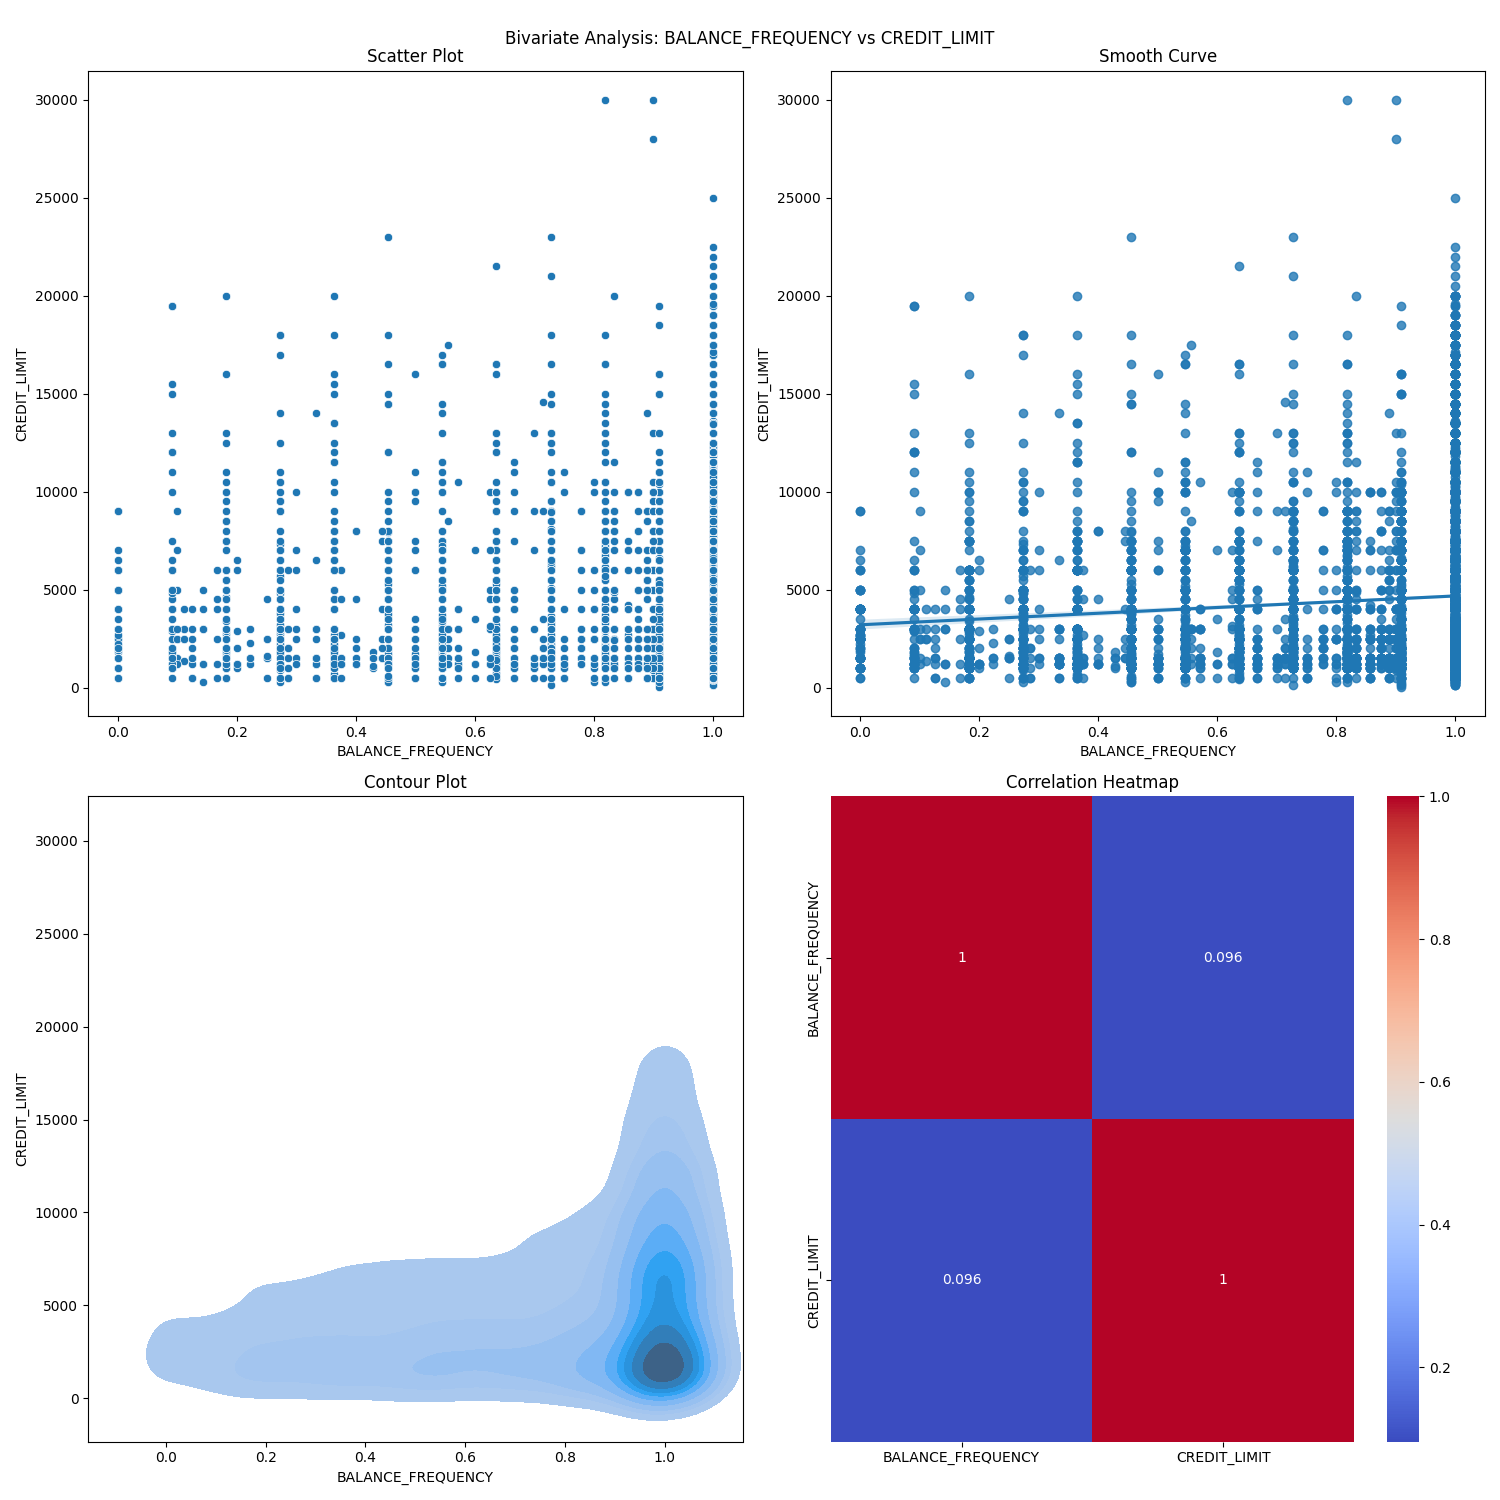 Bivariate Analysis: BALANCE_FREQUENCY vs CREDIT_LIMIT
Scatter Plot
30000
25000
20000
15000
10000
5000
0
CREDIT_LIMIT
0.0 0.2 0.4 0.6 0.8 1.0
BALANCE_FREQUENCY
Smooth Curve
30000
25000
20000
15000
10000
5000
0
CREDIT_LIMIT
0.0 0.2 0.4 0.6 0.8 1.0
BALANCE_FREQUENCY
Contour Plot
30000
25000
20000
15000
10000
5000
0
CREDIT_LIMIT
0.0 0.2 0.4 0.6 0.8 1.0
BALANCE_FREQUENCY
Correlation Heatmap
BALANCE_FREQUENCY
1 0.096
CREDIT_LIMIT
0.096 1
BALANCE_FREQUENCY CREDIT_LIMIT
1.0
0.8
0.6
0.4
0.2